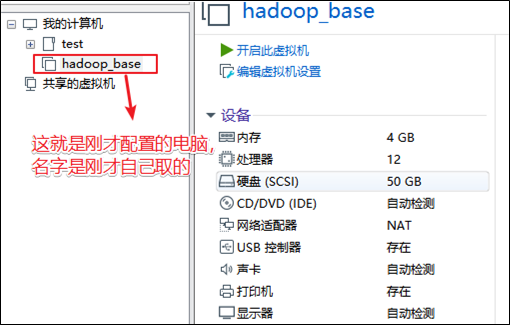 我的计算机
test
hadoop_base
共享的虚拟机
这就是刚才配置的电脑,
名字是刚才自己取的
hadoop_base
开启此虚拟机
编辑虚拟机设置
设备
内存 4 GB
处理器 12
硬盘 (SCSI) 50 GB
CD/DVD (IDE) 自动检测
网络适配器 NAT
USB 控制器 存在
声卡 自动检测
打印机 存在
显示器 自动检测